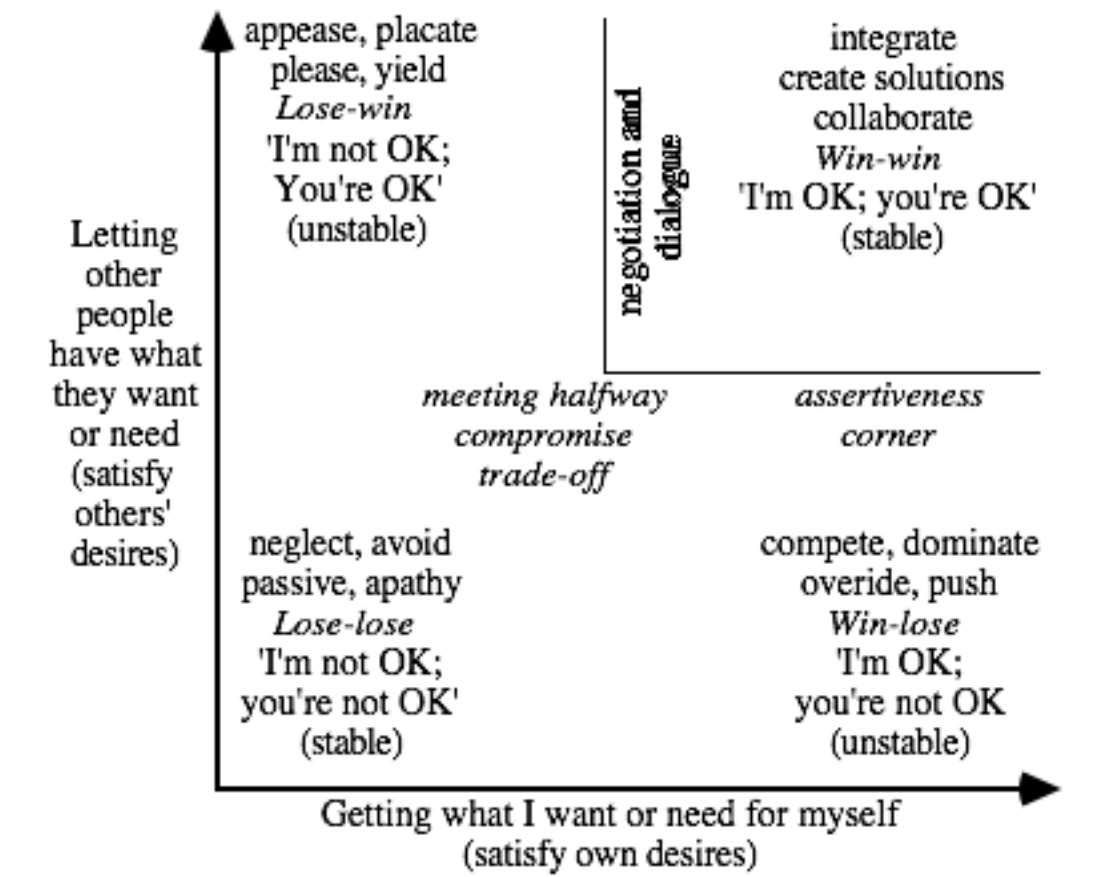 appease, placate
please, yield
Lose-win
'I'm not OK;
You're OK'
(unstable)
negotiation and
dialogue
integrate
create solutions
collaborate
Win-win
'I'm OK; you're OK'
(stable)
Letting
other
people
have what
they want
or need
(satisfy
others'
desires)
meeting halfway
compromise
trade-off
assertiveness
corner
neglect, avoid
passive, apathy
Lose-lose
'I'm not OK;
you're not OK'
(stable)
compete, dominate
overide, push
Win-lose
'I'm OK;
you're not OK
(unstable)
Getting what I want or need for myself
(satisfy own desires)